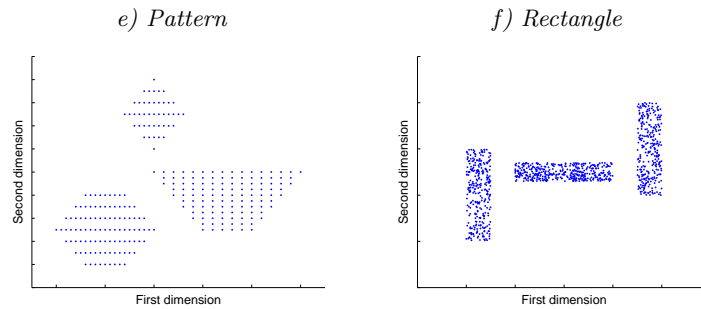 e) Pattern
f) Rectangle
Second dimension
Second dimension
First dimension
First dimension